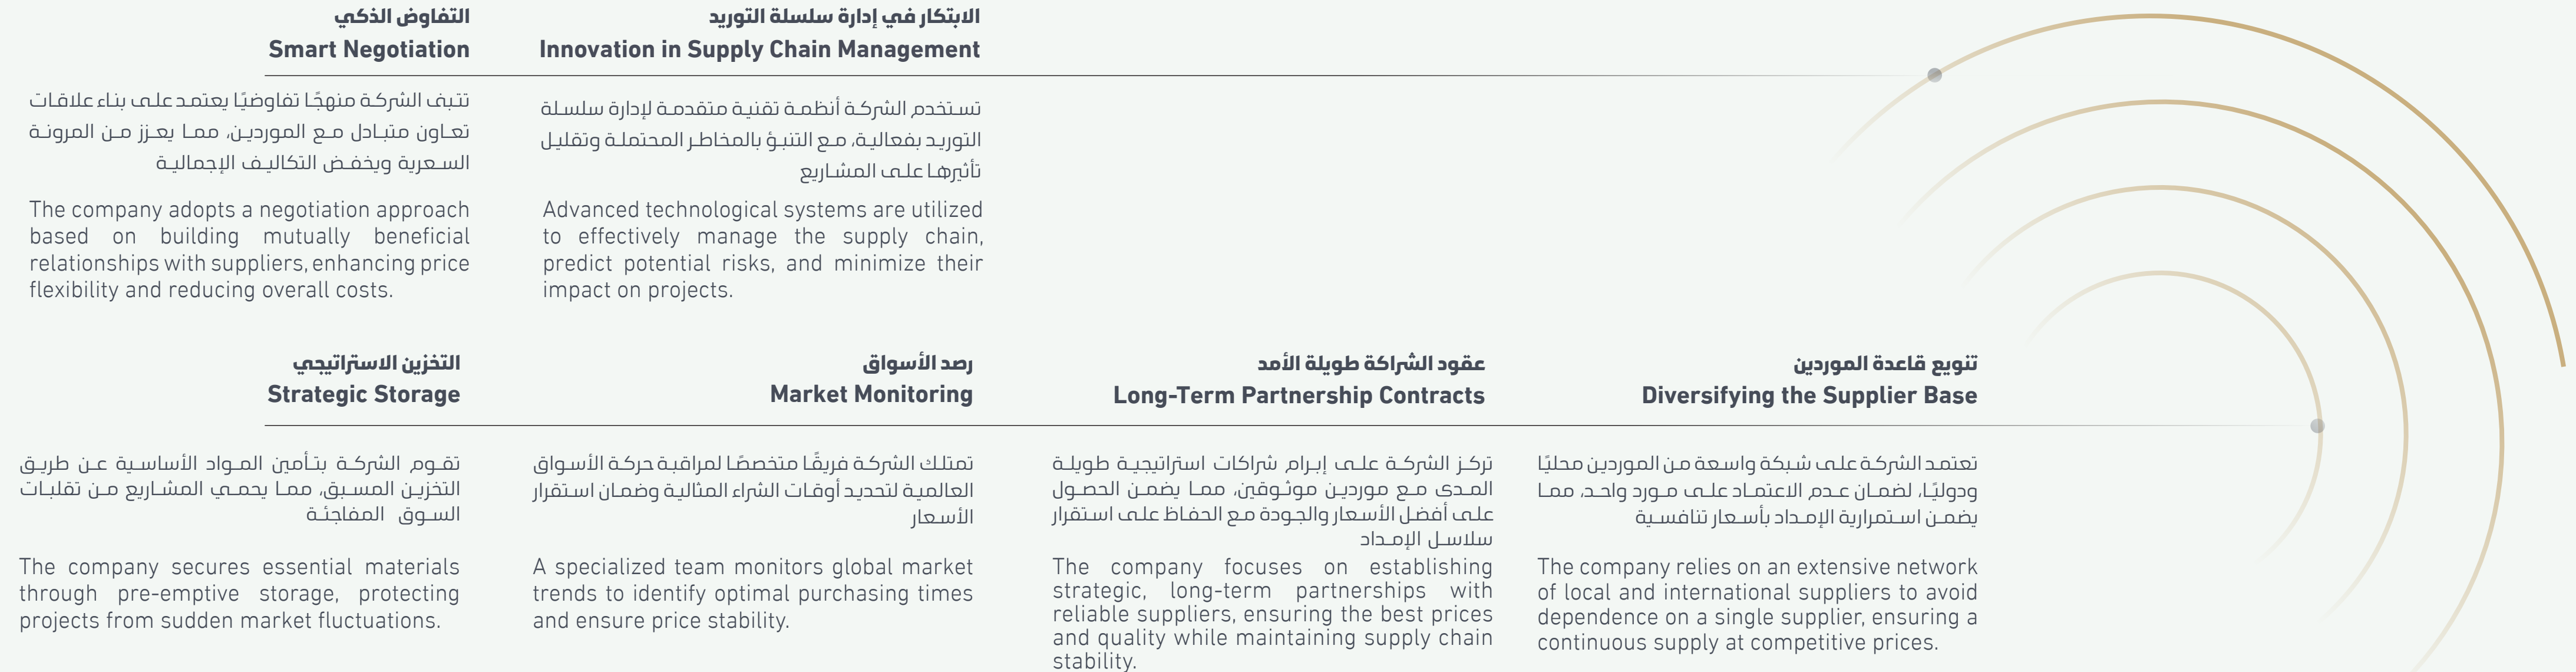 الابتكار في إدارة سلسلة التوريد
Innovation in Supply Chain Management
تستخدم الشركة أنظمة تقنية متقدمة لإدارة سلسلة
التوريد بفعالية، مع التنبؤ بالمخاطر المحتملة وتقليل
تأثيرها على المشاريع
Advanced technological systems are utilized
to effectively manage the supply chain,
predict potential risks, and minimize their
impact on projects.
التفاوض الذكي
Smart Negotiation
تتبنى الشركة منهجًا تفاوضيًا يعتمد على بناء علاقات
تعاون متبادل مع الموردين، مما يعزز من المرونة
السعرية ويخفض التكاليف الإجمالية
The company adopts a negotiation approach
based on building mutually beneficial
relationships with suppliers, enhancing price
flexibility and reducing overall costs.
تنويع قاعدة الموردين
Diversifying the Supplier Base
تعتمد الشركة على شبكة واسعة من الموردين محليًا
ودوليًا، لضمان عدم الاعتماد على مورد واحد، مما
يضمن استمرارية الإمداد بأسعار تنافسية
The company relies on an extensive network
of local and international suppliers to avoid
dependence on a single supplier, ensuring a
continuous supply at competitive prices.
عقود الشراكة طويلة الأمد
Long-Term Partnership Contracts
تركز الشركة على إبرام شراكات استراتيجية طويلة
المدى مع موردين موثوقين، مما يضمن الحصول
على أفضل الأسعار والجودة مع الحفاظ على استقرار
سلاسل الإمداد
The company focuses on establishing
strategic, long-term partnerships with
reliable suppliers, ensuring the best prices
and quality while maintaining supply chain
stability.
رصد الأسواق
Market Monitoring
تمتلك الشركة فريقًا متخصصًا لمراقبة حركة الأسواق
العالمية لتحديد أوقات الشراء المثالية وضمان استقرار
الأسعار
A specialized team monitors global market
trends to identify optimal purchasing times
and ensure price stability.
التخزين الاستراتيجي
Strategic Storage
تقوم الشركة بتأمين المواد الأساسية عن طريق
التخزين المسبق، مما يحمي المشاريع من تقلبات
السوق المفاجئة
The company secures essential materials
through pre-emptive storage, protecting
projects from sudden market fluctuations.